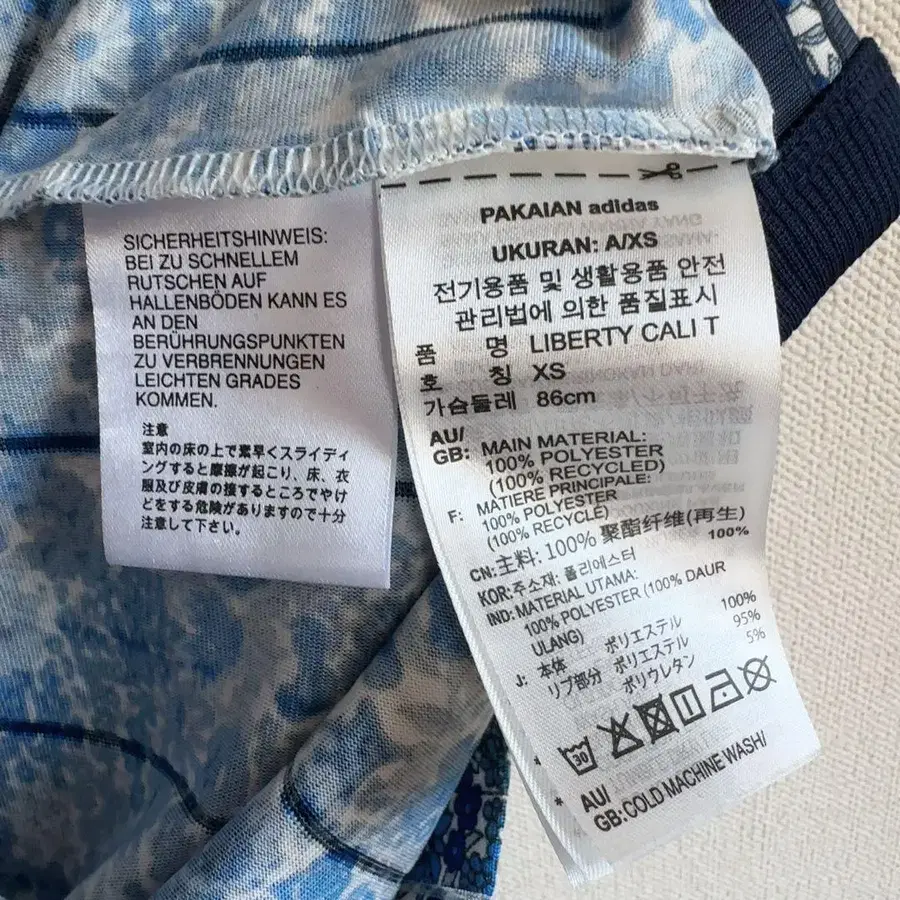 SICHERHEITSHINWEIS:
BEI ZU SCHNELLEM
RUTSCHEN AUF
HALLENBÖDEN KANN ES
AN DEN
BERÜHRUNGSPUNKTEN
ZU VERBRENNUNGEN
LEICHTEN GRADES
KOMMEN.
注意
室内の床の上で素早くスライディ
ングすると摩擦が起こり、床、衣
服及び皮膚の接するところでやけ
どをする危険がありますので十分
注意して下さい。
PAKAIAN adidas
UKURAN: A/XS
전기용품 및 생활용품 안전
관리법에 의한 품질표시
품 명 LIBERTY CALI T
호 칭 XS
가슴둘레 86cm
AU/
GB: MAIN MATERIAL:
100% POLYESTER
(100% RECYCLED)
F: MATIERE PRINCIPALE:
100% POLYESTER
(100% RECYCLÉ)
CN:主料: 100% 聚酯纤维(再生)
KOR:주소재: 폴리에스터 100%
IND:MATERIAL UTAMA:
100% POLYESTER (100% DAUR
ULANG)
J: 本体 ポリエステル 100%
リブ部分 ポリエステル 95%
ポリウレタン 5%
30
* AU/
GB:COLD MACHINE WASH/